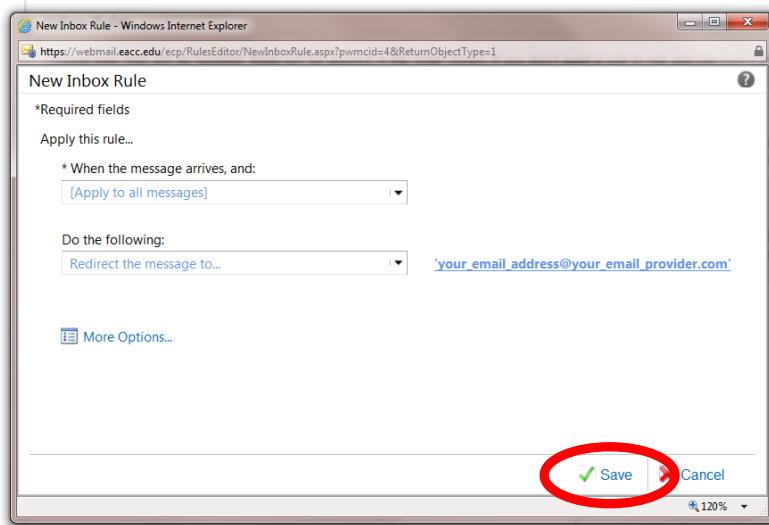 New Inbox Rule - Windows Internet Explorer
https://webmail.eacc.edu/ecp/RulesEditor/NewInboxRule.aspx?pwmcid=4&ReturnObjectType=1
New Inbox Rule
*Required fields
Apply this rule...
* When the message arrives, and:
[Apply to all messages]
Do the following:
Redirect the message to... 'your_email_address@your_email_provider.com'
More Options...
Save Cancel
120%